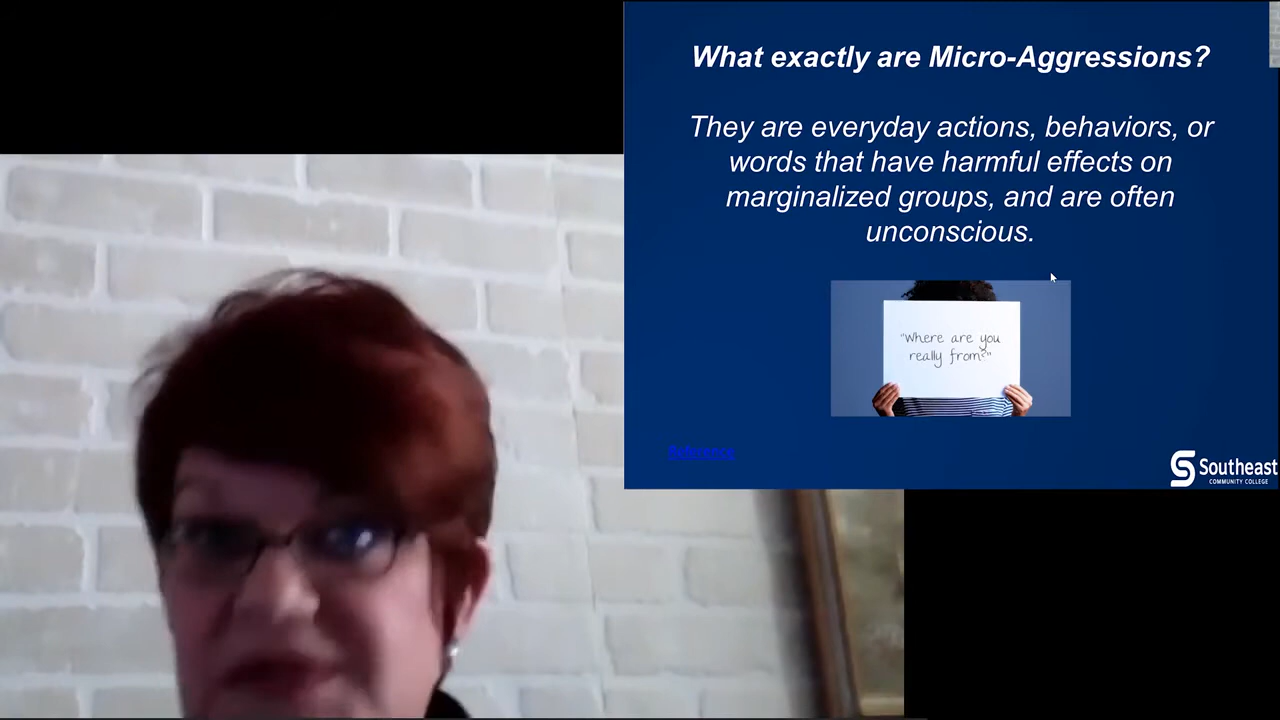 What exactly are Micro-Aggressions?
They are everyday actions, behaviors, or
words that have harmful effects on
marginalized groups, and are often
unconscious.
"Where are you
really from?"
Reference
Southeast
COMMUNITY COLLEGE